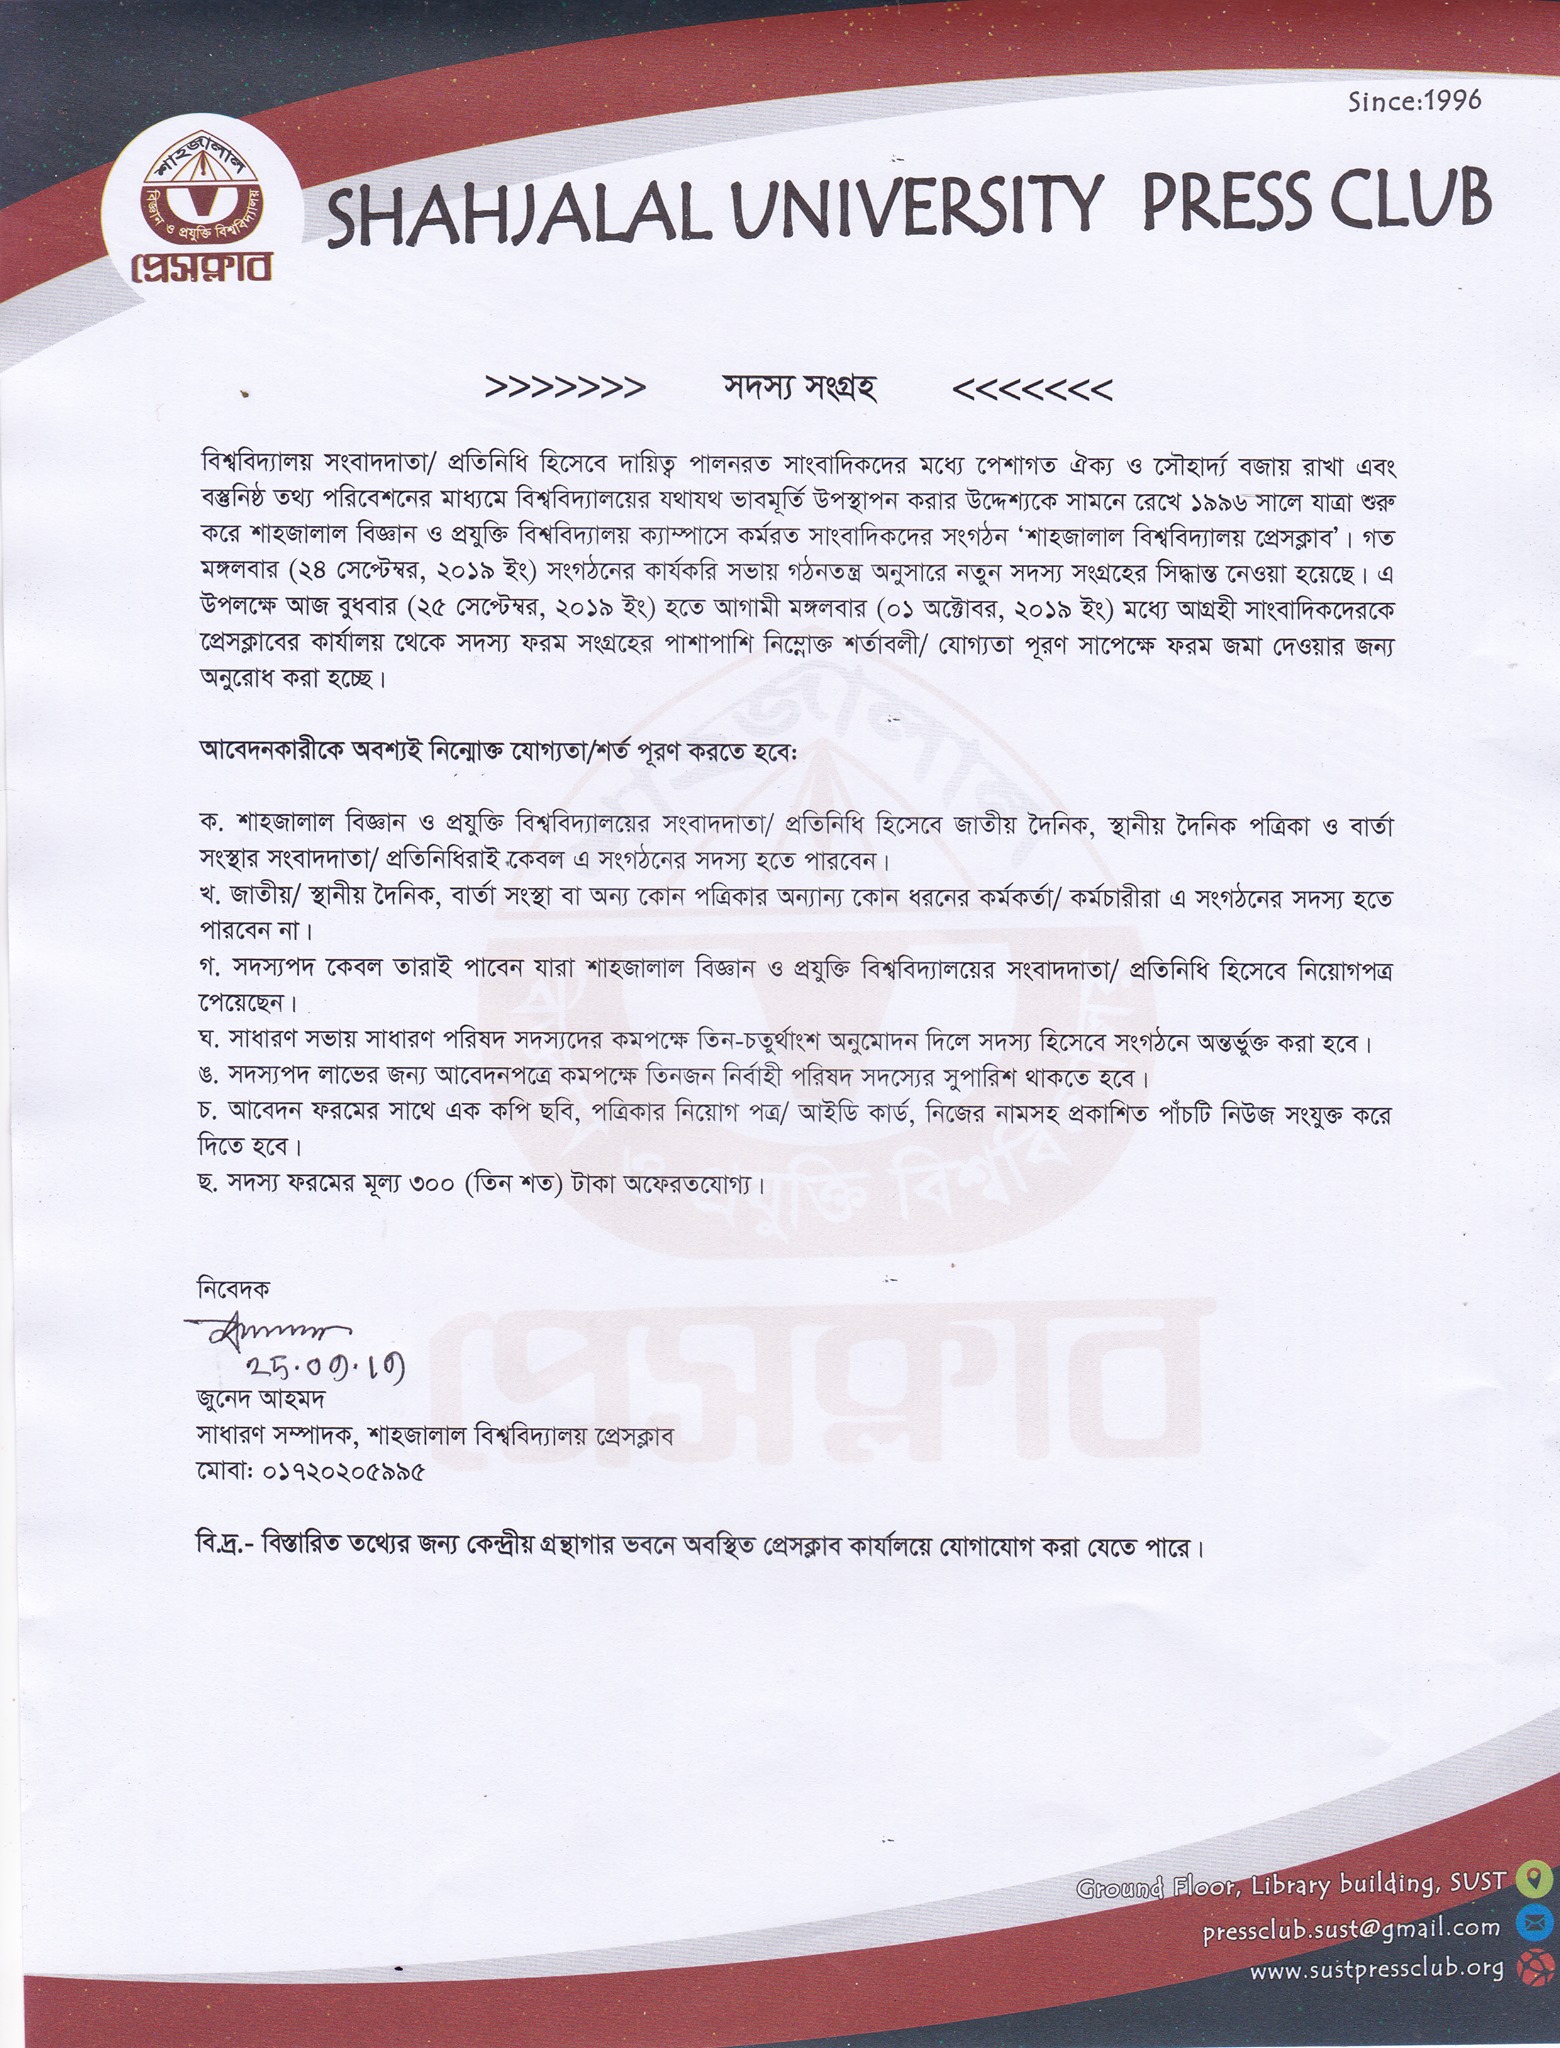 Since:1996
শাহজালাল
বিজ্ঞান ও প্রযুক্তি বিশ্ববিদ্যালয়
প্রেসক্লাব
SHAHJALAL UNIVERSITY PRESS CLUB
>>>>>>> সদস্য সংগ্রহ <<<<<<<
বিশ্ববিদ্যালয় সংবাদদাতা/ প্রতিনিধি হিসেবে দায়িত্ব পালনরত সাংবাদিকদের মধ্যে পেশাগত ঐক্য ও সৌহার্দ্য বজায় রাখা এবং
বস্তুনিষ্ঠ তথ্য পরিবেশনের মাধ্যমে বিশ্ববিদ্যালয়ের যথাযথ ভাবমূর্তি উপস্থাপন করার উদ্দেশ্যকে সামনে রেখে ১৯৯৬ সালে যাত্রা শুরু
করে শাহজালাল বিজ্ঞান ও প্রযুক্তি বিশ্ববিদ্যালয় ক্যাম্পাসে কর্মরত সাংবাদিকদের সংগঠন ‘শাহজালাল বিশ্ববিদ্যালয় প্রেসক্লাব’। গত
মঙ্গলবার (২৪ সেপ্টেম্বর, ২০১৯ ইং) সংগঠনের কার্যকরি সভায় গঠনতন্ত্র অনুসারে নতুন সদস্য সংগ্রহের সিদ্ধান্ত নেওয়া হয়েছে। এ
উপলক্ষে আজ বুধবার (২৫ সেপ্টেম্বর, ২০১৯ ইং) হতে আগামী মঙ্গলবার (০১ অক্টোবর, ২০১৯ ইং) মধ্যে আগ্রহী সাংবাদিকদেরকে
প্রেসক্লাবের কার্যালয় থেকে সদস্য ফরম সংগ্রহের পাশাপাশি নিম্নোক্ত শর্তাবলী/ যোগ্যতা পূরণ সাপেক্ষে ফরম জমা দেওয়ার জন্য
অনুরোধ করা হচ্ছে।
আবেদনকারীকে অবশ্যই নিন্মোক্ত যোগ্যতা/শর্ত পূরণ করতে হবে:
ক. শাহজালাল বিজ্ঞান ও প্রযুক্তি বিশ্ববিদ্যালয়ের সংবাদদাতা/ প্রতিনিধি হিসেবে জাতীয় দৈনিক, স্থানীয় দৈনিক পত্রিকা ও বার্তা
সংস্থার সংবাদদাতা/ প্রতিনিধিরাই কেবল এ সংগঠনের সদস্য হতে পারবেন।
খ. জাতীয়/ স্থানীয় দৈনিক, বার্তা সংস্থা বা অন্য কোন পত্রিকার অন্যান্য কোন ধরনের কর্মকর্তা/ কর্মচারীরা এ সংগঠনের সদস্য হতে
পারবেন না।
গ. সদস্যপদ কেবল তারাই পাবেন যারা শাহজালাল বিজ্ঞান ও প্রযুক্তি বিশ্ববিদ্যালয়ের সংবাদদাতা/ প্রতিনিধি হিসেবে নিয়োগপত্র
পেয়েছেন।
ঘ. সাধারণ সভায় সাধারণ পরিষদ সদস্যদের কমপক্ষে তিন-চতুর্থাংশ অনুমোদন দিলে সদস্য হিসেবে সংগঠনে অন্তর্ভুক্ত করা হবে।
ঙ. সদস্যপদ লাভের জন্য আবেদনপত্রে কমপক্ষে তিনজন নির্বাহী পরিষদ সদস্যের সুপারিশ থাকতে হবে।
চ. আবেদন ফরমের সাথে এক কপি ছবি, পত্রিকার নিয়োগ পত্র/ আইডি কার্ড, নিজের নামসহ প্রকাশিত পাঁচটি নিউজ সংযুক্ত করে
দিতে হবে।
ছ. সদস্য ফরমের মূল্য ৩০০ (তিন শত) টাকা অফেরতযোগ্য।
নিবেদক
25.09.19
জুনেদ আহমদ
সাধারণ সম্পাদক, শাহজালাল বিশ্ববিদ্যালয় প্রেসক্লাব
মোবা: ০১৭২০২০৫৯৯৫
বি.দ্র.- বিস্তারিত তথ্যের জন্য কেন্দ্রীয় গ্রন্থাগার ভবনে অবস্থিত প্রেসক্লাব কার্যালয়ে যোগাযোগ করা যেতে পারে।
Ground Floor, Library building, SUST
pressclub.sust@gmail.com
www.sustpressclub.org